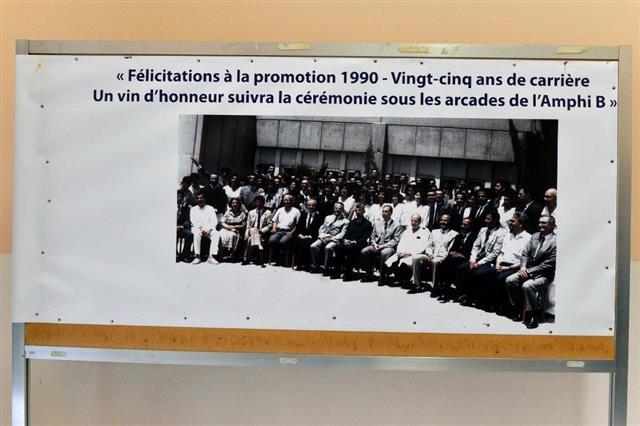 « Félicitations à la promotion 1990 - Vingt-cinq ans de carrière
Un vin d’honneur suivra la cérémonie sous les arcades de l’Amphi B »